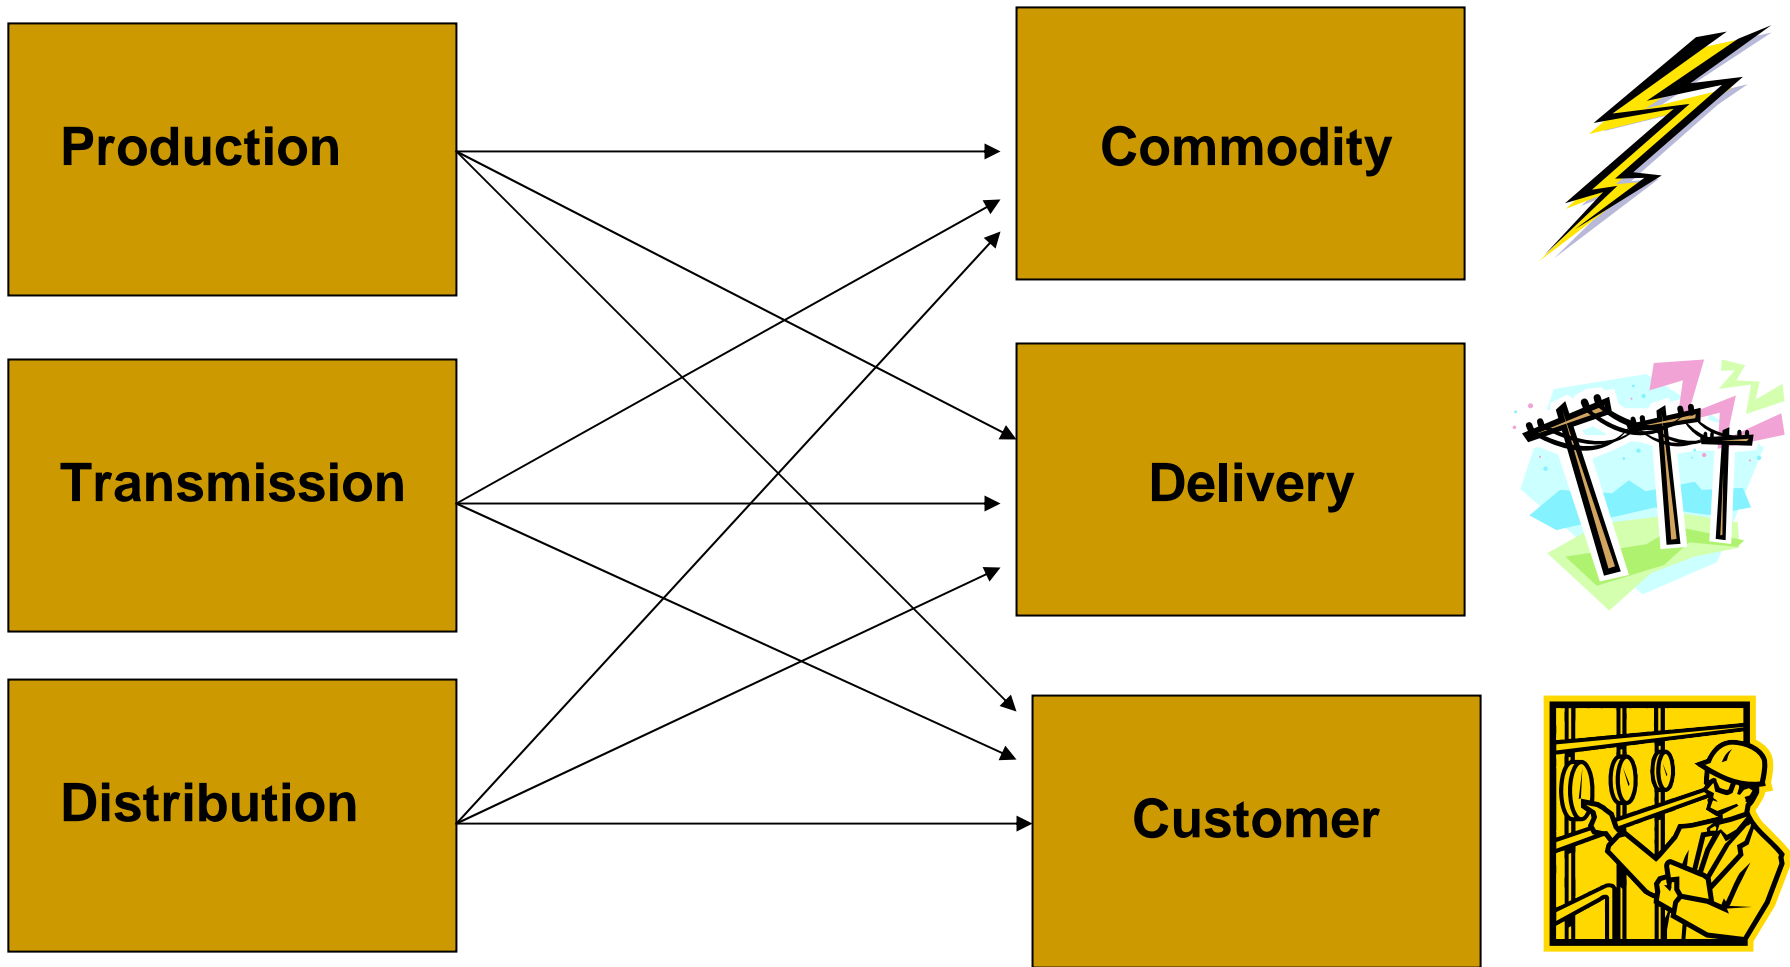 Production
Commodity
Transmission
Delivery
Distribution
Customer